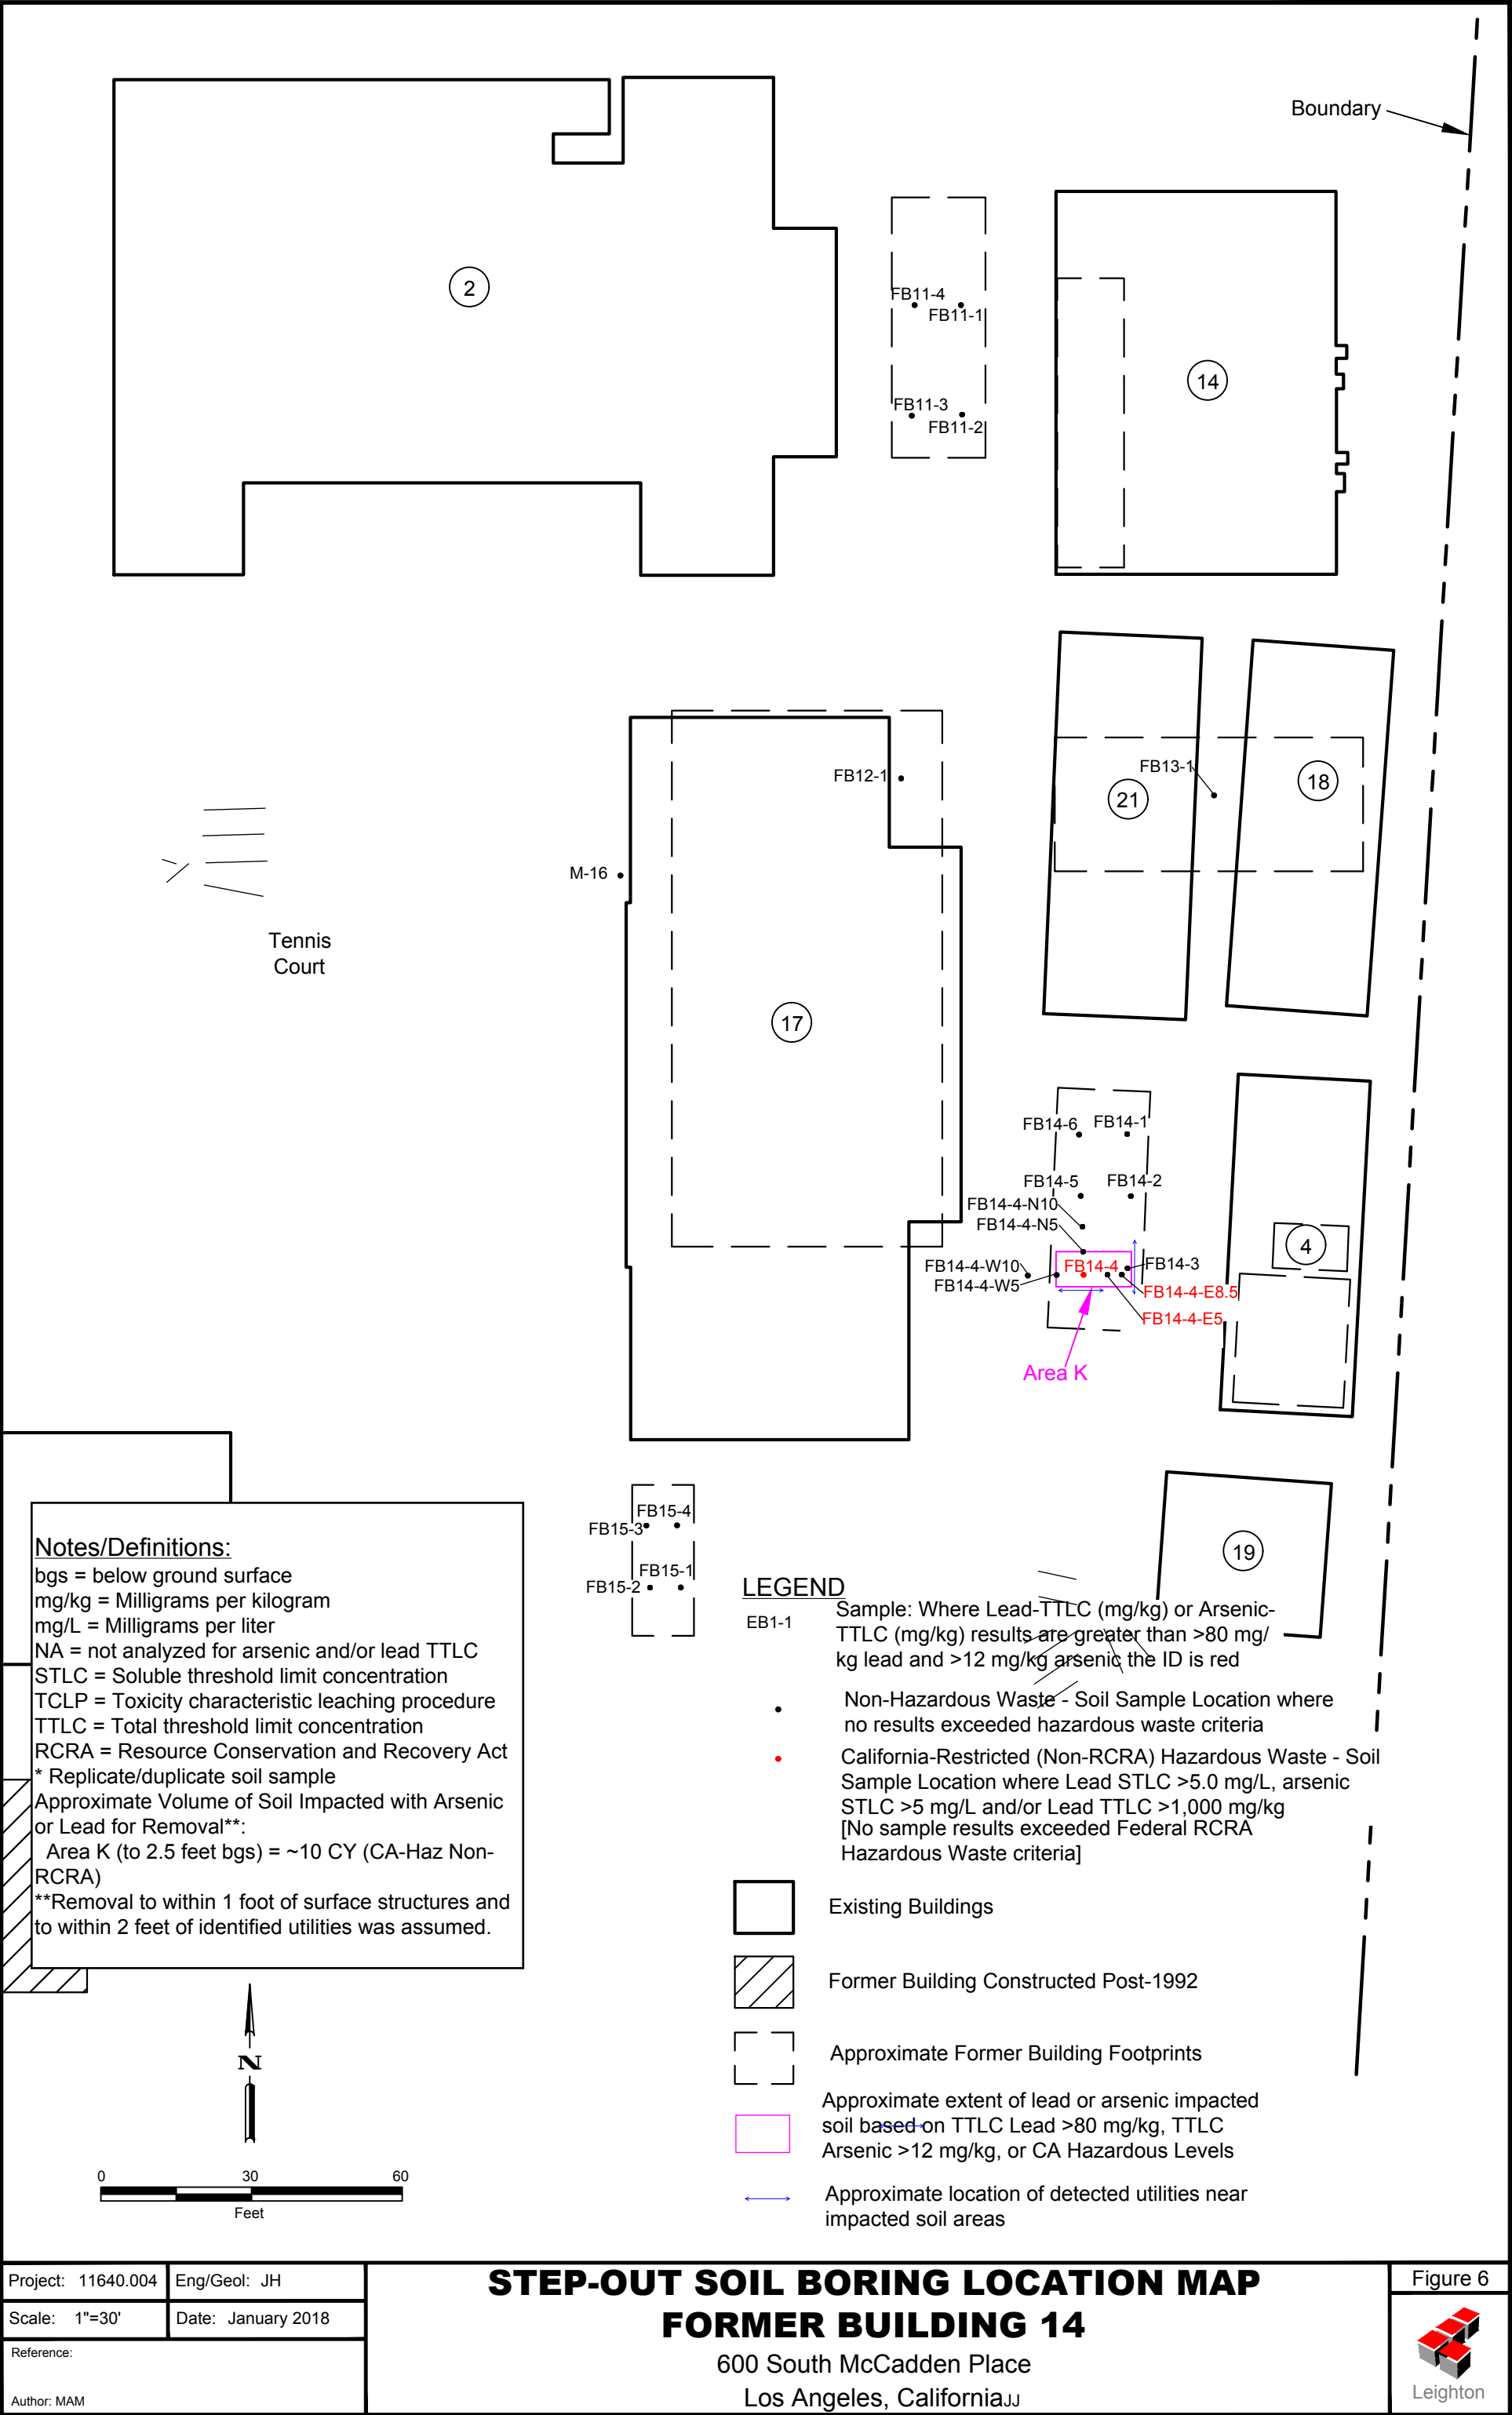 Boundary
2
FB11-4
FB11-1
14
FB11-3
FB11-2
FB12-1
FB13-1
21
18
M-16
Tennis
Court
17
FB14-6
FB14-1
FB14-5
FB14-2
FB14-4-N10
FB14-4-N5
4
FB14-4-W10
FB14-4
FB14-3
FB14-4-W5
FB14-4-E8.5
FB14-4-E5
Area K
FB15-4
FB15-3
FB15-1
FB15-2
19
Notes/Definitions:
bgs = below ground surface
mg/kg = Milligrams per kilogram
mg/L = Milligrams per liter
NA = not analyzed for arsenic and/or lead TTLC
STLC = Soluble threshold limit concentration
TCLP = Toxicity characteristic leaching procedure
TTLC = Total threshold limit concentration
RCRA = Resource Conservation and Recovery Act
* Replicate/duplicate soil sample
Approximate Volume of Soil Impacted with Arsenic
or Lead for Removal**:
Area K (to 2.5 feet bgs) = ~10 CY (CA-Haz Non-
RCRA)
**Removal to within 1 foot of surface structures and
to within 2 feet of identified utilities was assumed.
LEGEND
EB1-1
Sample: Where Lead-TTLC (mg/kg) or Arsenic-
TTLC (mg/kg) results are greater than >80 mg/
kg lead and >12 mg/kg arsenic the ID is red
Non-Hazardous Waste - Soil Sample Location where
no results exceeded hazardous waste criteria
California-Restricted (Non-RCRA) Hazardous Waste - Soil
Sample Location where Lead STLC >5.0 mg/L, arsenic
STLC >5 mg/L and/or Lead TTLC >1,000 mg/kg
[No sample results exceeded Federal RCRA
Hazardous Waste criteria]
Existing Buildings
Former Building Constructed Post-1992
Approximate Former Building Footprints
Approximate extent of lead or arsenic impacted
soil based on TTLC Lead >80 mg/kg, TTLC
Arsenic >12 mg/kg, or CA Hazardous Levels
Approximate location of detected utilities near
impacted soil areas
N
0 30 60
Feet
Project: 11640.004
Eng/Geol: JH
Scale: 1"=30'
Date: January 2018
Reference:
Author: MAM
STEP-OUT SOIL BORING LOCATION MAP
FORMER BUILDING 14
600 South McCadden Place
Los Angeles, CaliforniaJJ
Figure 6
Leighton